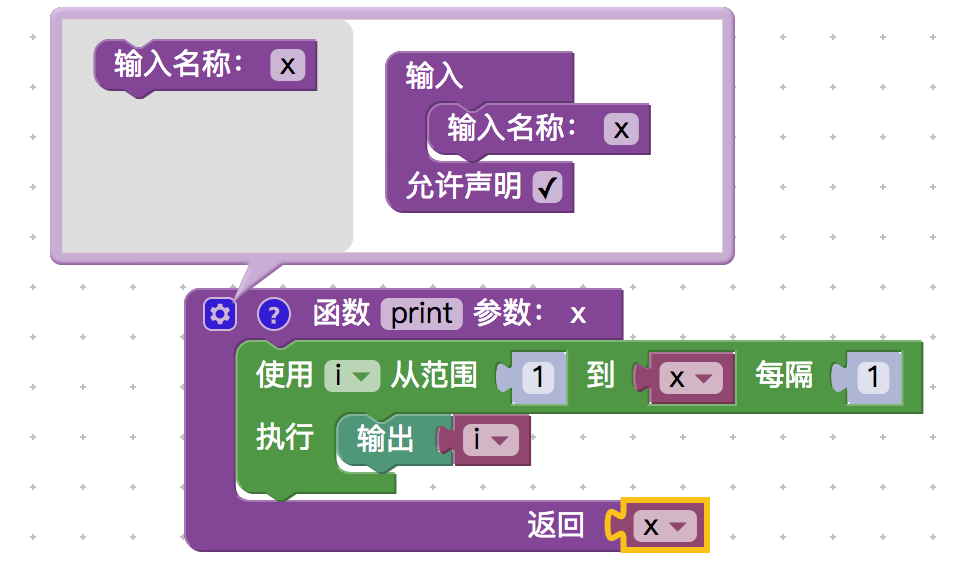 输入名称： x
输入
输入名称： x
允许声明 ✓
? 函数 print 参数： x
使用 i 从范围 1 到 x 每隔 1
执行 输出 i
返回 x